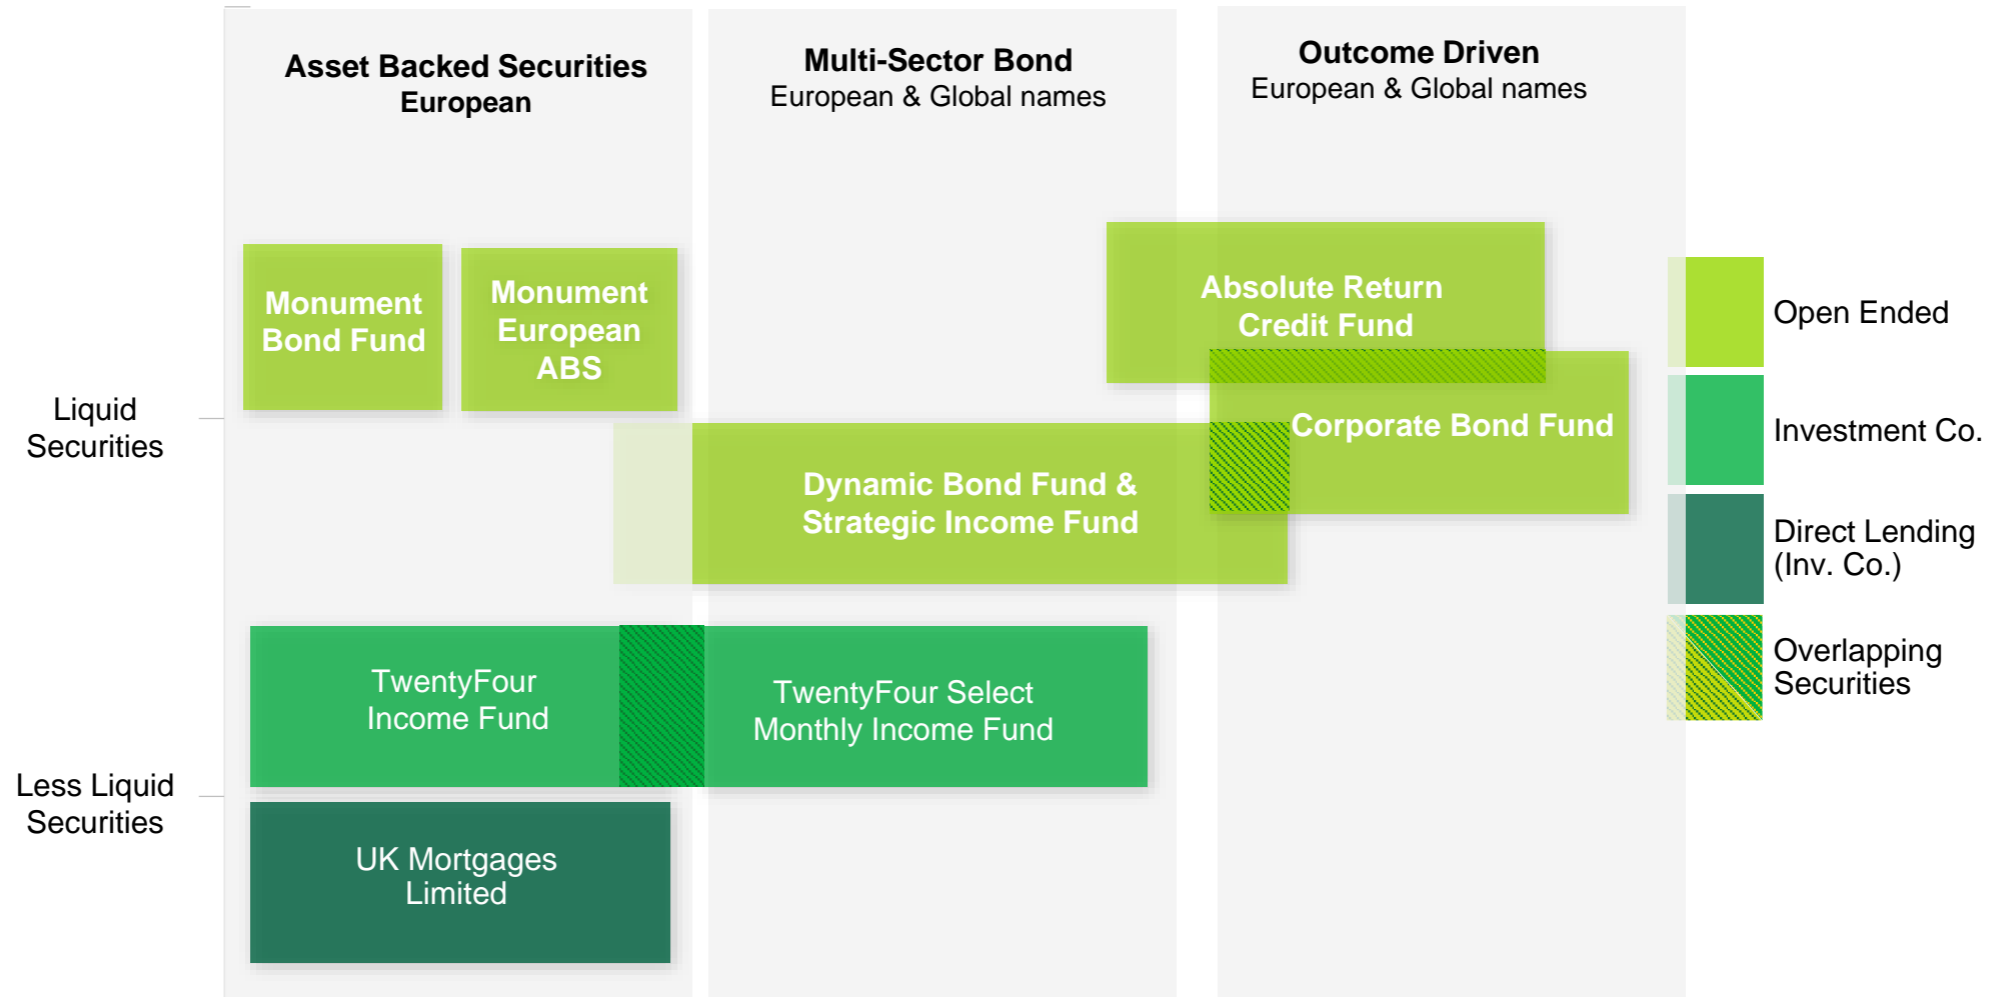 Asset Backed Securities
European
Multi-Sector Bond
European & Global names
Outcome Driven
European & Global names
Monument
Bond Fund
Monument
European
ABS
Absolute Return
Credit Fund
Corporate Bond Fund
Dynamic Bond Fund &
Strategic Income Fund
Liquid
Securities
TwentyFour
Income Fund
TwentyFour Select
Monthly Income Fund
Less Liquid
Securities
UK Mortgages
Limited
Open Ended
Investment Co.
Direct Lending
(Inv. Co.)
Overlapping
Securities